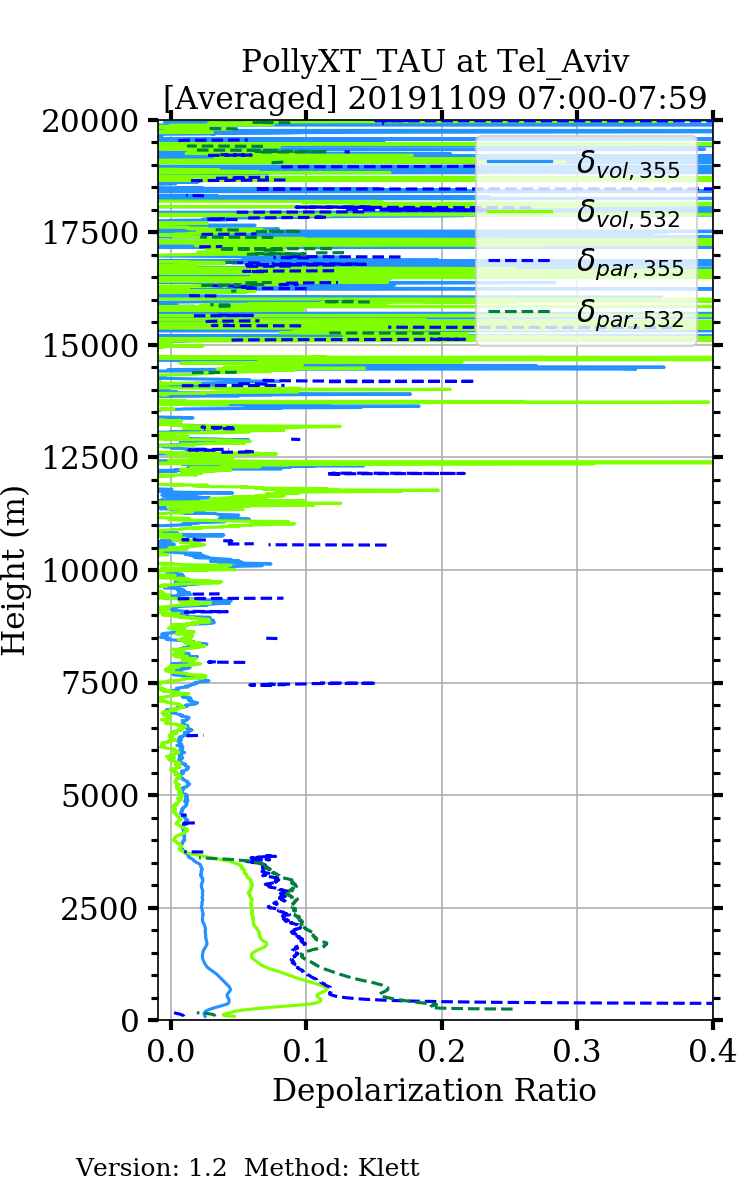 PollyXT_TAU at Tel_Aviv
[Averaged] 20191109 07:00-07:59
20000
17500
15000
12500
10000
7500
5000
2500
0
Height (m)
δvol, 355
δvol, 532
δpar, 355
δpar, 532
0.0 0.1 0.2 0.3 0.4
Depolarization Ratio
Version: 1.2 Method: Klett